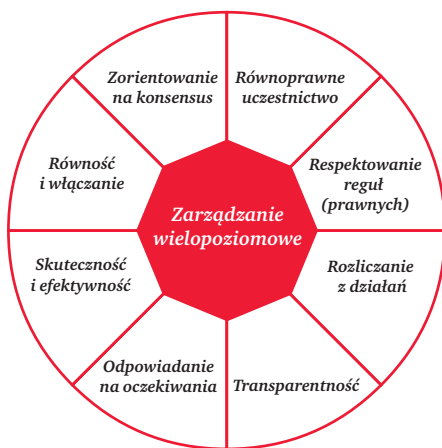 Zorientowanie
na konsensus
Równoprawne
uczestnictwo
Równość
i włączanie
Respektowanie
reguł
(prawnych)
Zarządzanie
wielopoziomowe
Skuteczność
i efektywność
Rozliczanie
z działań
Odpowiadanie
na oczekiwania
Transparentność